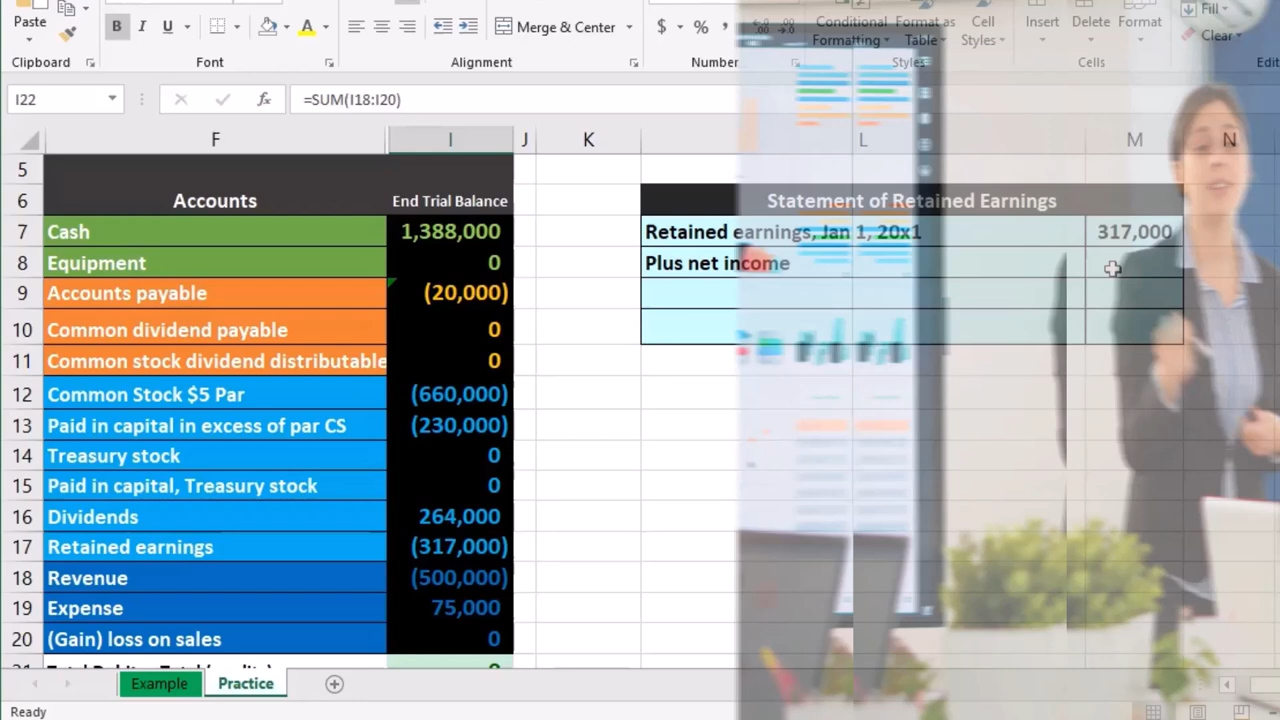 Paste
B I U
Merge & Center
$ % ,
Conditional Format as Cell
Formatting Table Styles
Insert Delete Format
Fill
Clear
Clipboard Font Alignment Number Styles Cells Edit
I22 fx =SUM(I18:I20)
F I J K L M N
5
6 Accounts End Trial Balance Statement of Retained Earnings
7 Cash 1,388,000 Retained earnings, Jan 1, 20x1 317,000
8 Equipment 0 Plus net income
9 Accounts payable (20,000)
10 Common dividend payable 0
11 Common stock dividend distributable 0
12 Common Stock $5 Par (660,000)
13 Paid in capital in excess of par CS (230,000)
14 Treasury stock 0
15 Paid in capital, Treasury stock 0
16 Dividends 264,000
17 Retained earnings (317,000)
18 Revenue (500,000)
19 Expense 75,000
20 (Gain) loss on sales 0
Example Practice
Ready